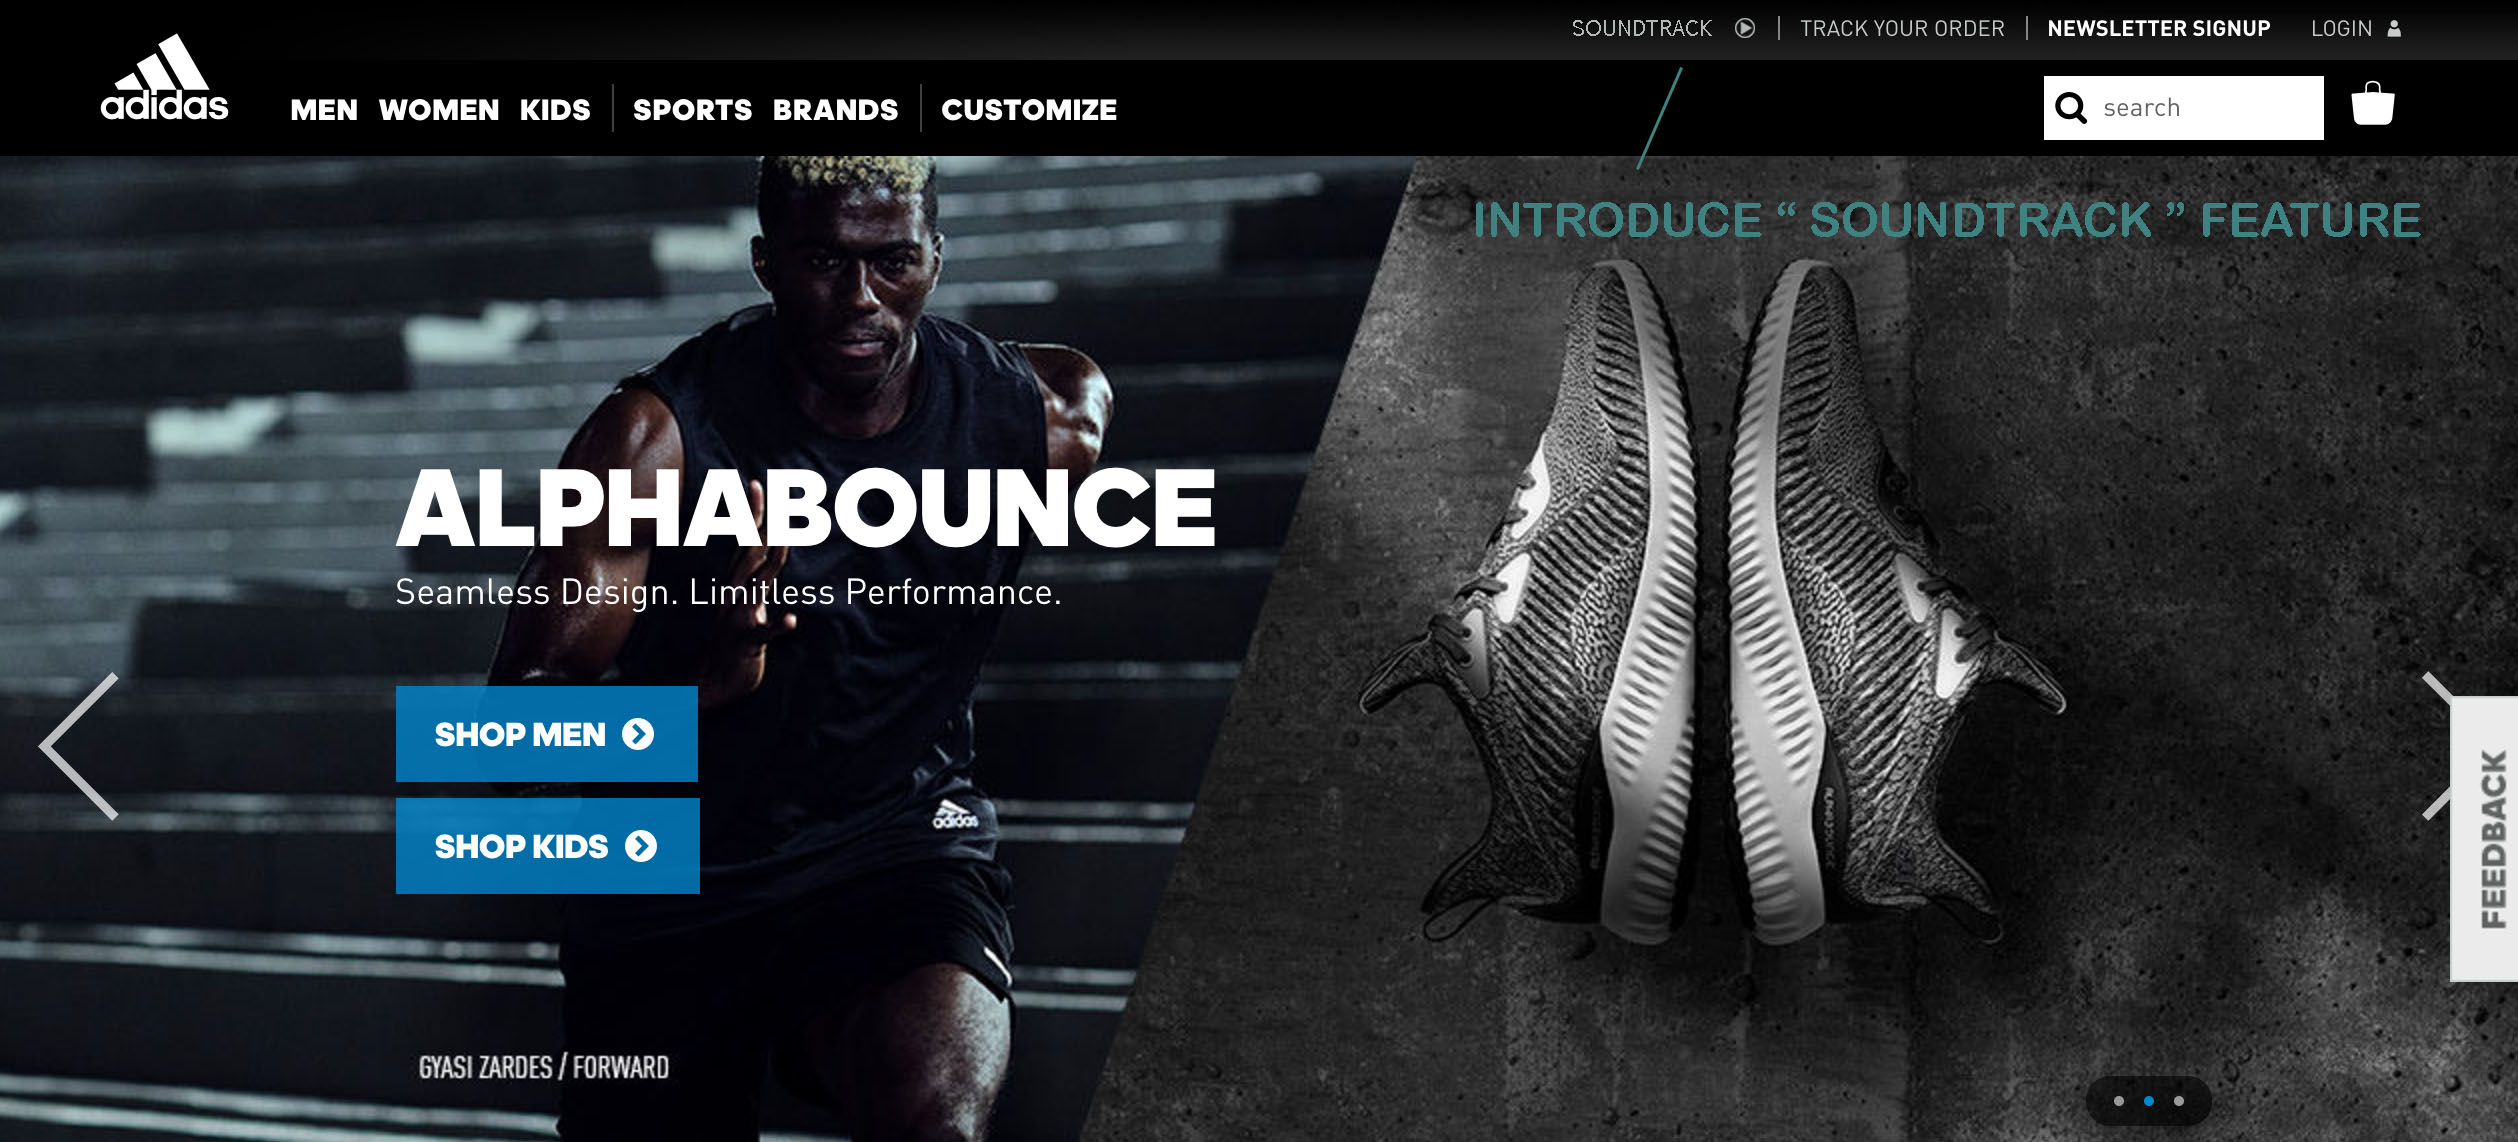 SOUNDTRACK TRACK YOUR ORDER NEWSLETTER SIGNUP LOGIN
adidas
MEN WOMEN KIDS SPORTS BRANDS CUSTOMIZE
search
INTRODUCE “ SOUNDTRACK ” FEATURE
ALPHABOUNCE
Seamless Design. Limitless Performance.
SHOP MEN
SHOP KIDS
adidas
FEEDBACK
GYASI ZARDES / FORWARD